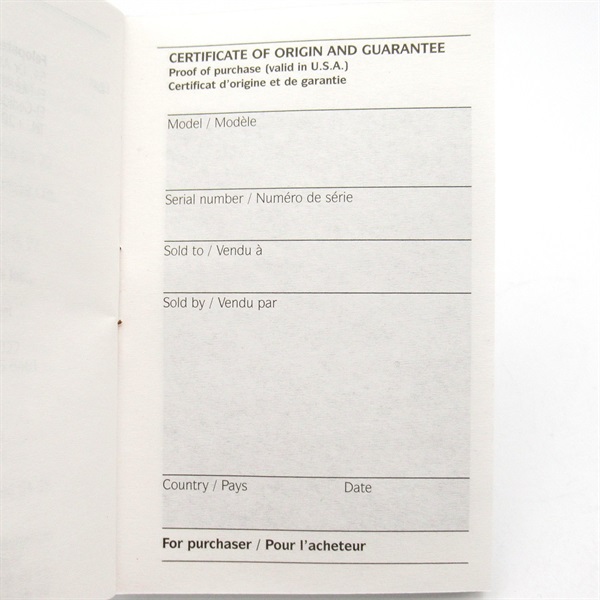 CERTIFICATE OF ORIGIN AND GUARANTEE
Proof of purchase (valid in U.S.A.)
Certificat d'origine et de garantie
Model / Modèle
Serial number / Numéro de série
Sold to / Vendu à
Sold by / Vendu par
Country / Pays Date
For purchaser / Pour l'acheteur